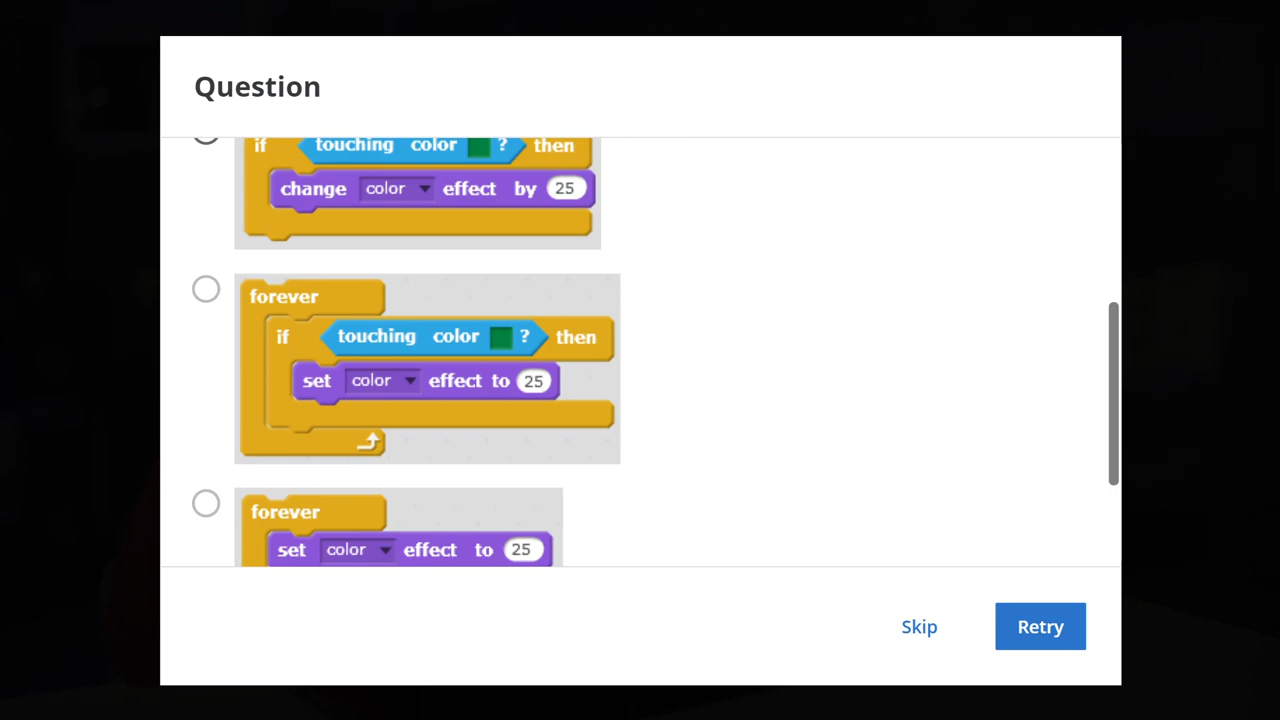 Question
if touching color ? then
change color effect by 25
forever
if touching color ? then
set color effect to 25
forever
set color effect to 25
Skip Retry